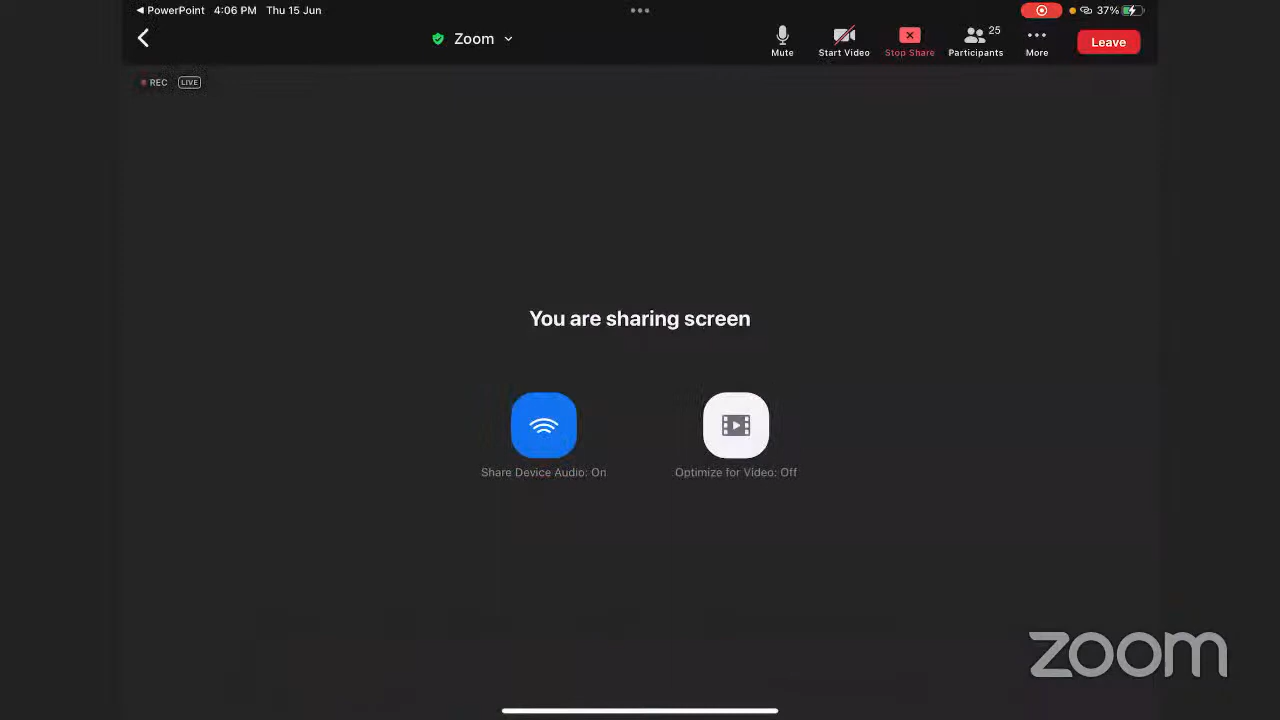 PowerPoint 4:06 PM Thu 15 Jun
37%
Zoom
25
Mute Start Video Stop Share Participants More Leave
REC LIVE
You are sharing screen
Share Device Audio: On Optimize for Video: Off
zoom